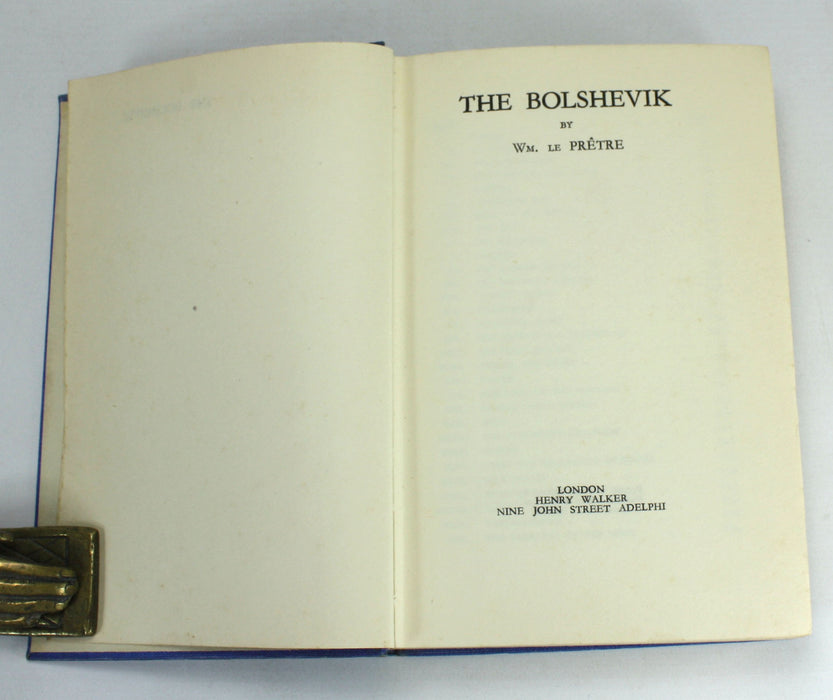 THE BOLSHEVIK
BY
WM. LE PRÊTRE
LONDON
HENRY WALKER
NINE JOHN STREET ADELPHI